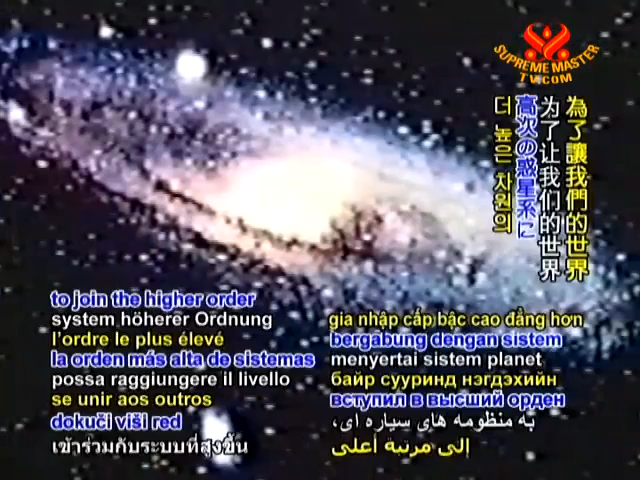 SUPREME MASTER
TV.COM
為了讓我們的世界
为了让我们的世界
高次の惑星系に
더 높은 차원의
to join the higher order
system höherer Ordnung
l'ordre le plus élevé
la orden más alta de sistemas
possa raggiungere il livello
se unir aos outros
dokuči viši red
เข้าร่วมกับระบบที่สูงขึ้น
gia nhập cấp bậc cao đẳng hơn
bergabung dengan sistem
menyertai sistem planet
байр сууринд нэгдэхийн
вступил в высший орден
به منظومه های سیاره ای،
إلى مرتبة أعلى